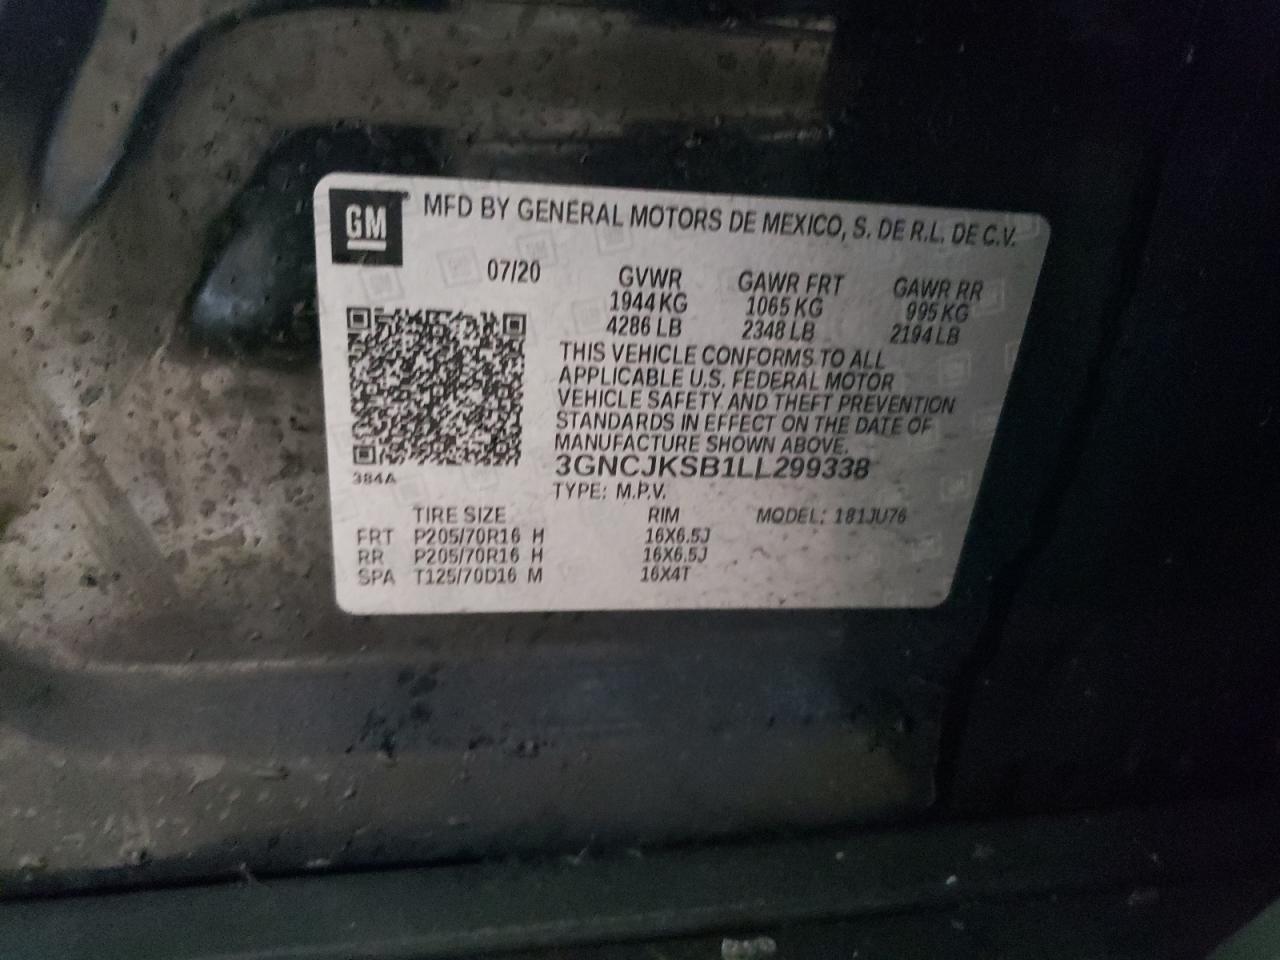 GM
MFD BY GENERAL MOTORS DE MEXICO, S. DE R.L. DE C.V.
07/20 GVWR GAWR FRT GAWR RR
1944 KG 1065 KG 995 KG
4286 LB 2348 LB 2194 LB
THIS VEHICLE CONFORMS TO ALL
APPLICABLE U.S. FEDERAL MOTOR
VEHICLE SAFETY AND THEFT PREVENTION
STANDARDS IN EFFECT ON THE DATE OF
MANUFACTURE SHOWN ABOVE.
3GNCJKSB1LL299338
384A
TYPE: M.P.V.
TIRE SIZE RIM MODEL: 181JU76
FRT P205/70R16 H 16X6.5J
RR P205/70R16 H 16X6.5J
SPA T125/70D16 M 16X4T